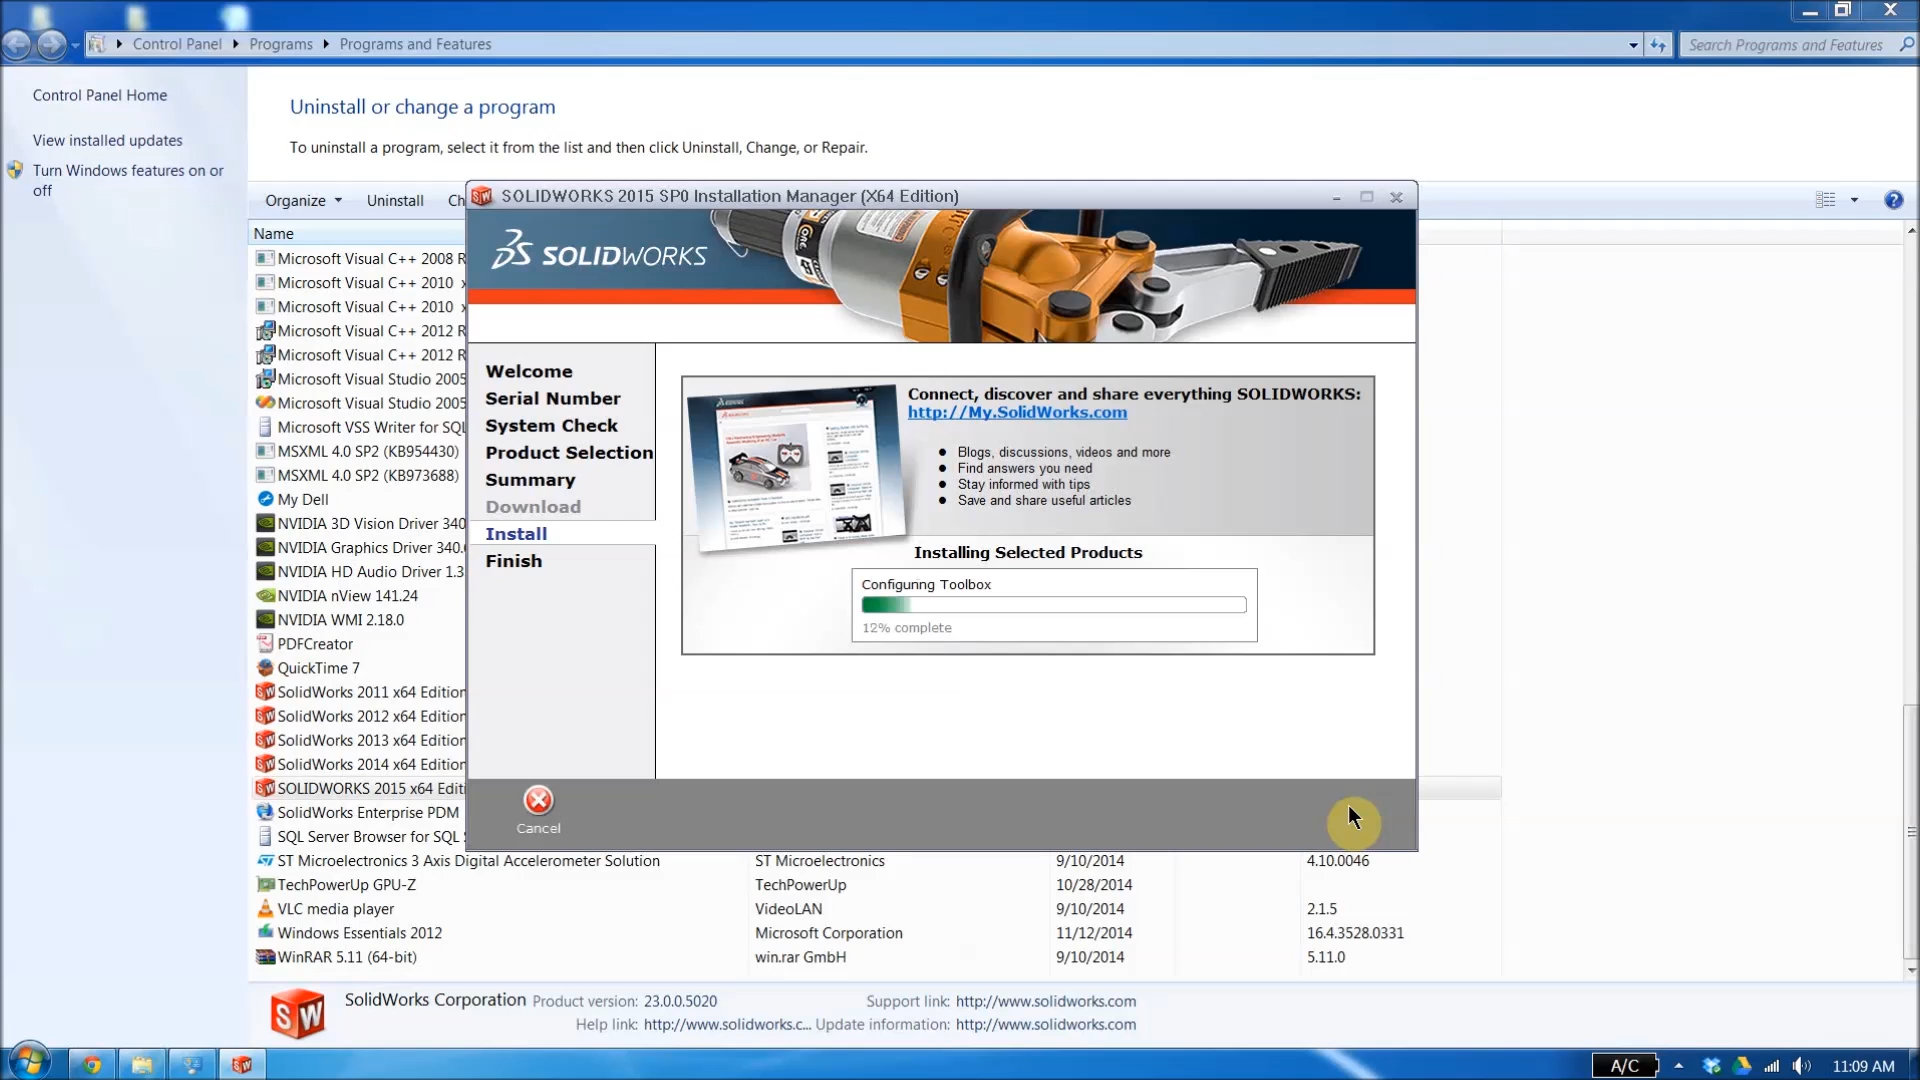 Control Panel ▸ Programs ▸ Programs and Features
Search Programs and Features
Control Panel Home
View installed updates
Turn Windows features on or
off
Uninstall or change a program
To uninstall a program, select it from the list and then click Uninstall, Change, or Repair.
Organize
Uninstall
Ch
Name
Microsoft Visual C++ 2008 R
Microsoft Visual C++ 2010 x
Microsoft Visual C++ 2010 x
Microsoft Visual C++ 2012 R
Microsoft Visual C++ 2012 R
Microsoft Visual Studio 2005
Microsoft Visual Studio 2005
Microsoft VSS Writer for SQL
MSXML 4.0 SP2 (KB954430)
MSXML 4.0 SP2 (KB973688)
My Dell
NVIDIA 3D Vision Driver 340
NVIDIA Graphics Driver 340.
NVIDIA HD Audio Driver 1.3
NVIDIA nView 141.24
NVIDIA WMI 2.18.0
PDFCreator
QuickTime 7
SolidWorks 2011 x64 Edition
SolidWorks 2012 x64 Edition
SolidWorks 2013 x64 Edition
SolidWorks 2014 x64 Edition
SOLIDWORKS 2015 x64 Editi
SolidWorks Enterprise PDM
SQL Server Browser for SQL
ST Microelectronics 3 Axis Digital Accelerometer Solution ST Microelectronics 9/10/2014 4.10.0046
TechPowerUp GPU-Z TechPowerUp 10/28/2014
VLC media player VideoLAN 9/10/2014 2.1.5
Windows Essentials 2012 Microsoft Corporation 11/12/2014 16.4.3528.0331
WinRAR 5.11 (64-bit) win.rar GmbH 9/10/2014 5.11.0
SOLIDWORKS 2015 SP0 Installation Manager (X64 Edition)
SOLIDWORKS
Welcome
Serial Number
System Check
Product Selection
Summary
Download
Install
Finish
Connect, discover and share everything SOLIDWORKS:
http://My.SolidWorks.com
Blogs, discussions, videos and more
Find answers you need
Stay informed with tips
Save and share useful articles
Installing Selected Products
Configuring Toolbox
12% complete
Cancel
SolidWorks Corporation Product version: 23.0.0.5020 Support link: http://www.solidworks.com
Help link: http://www.solidworks.c... Update information: http://www.solidworks.com
A/C
11:09 AM